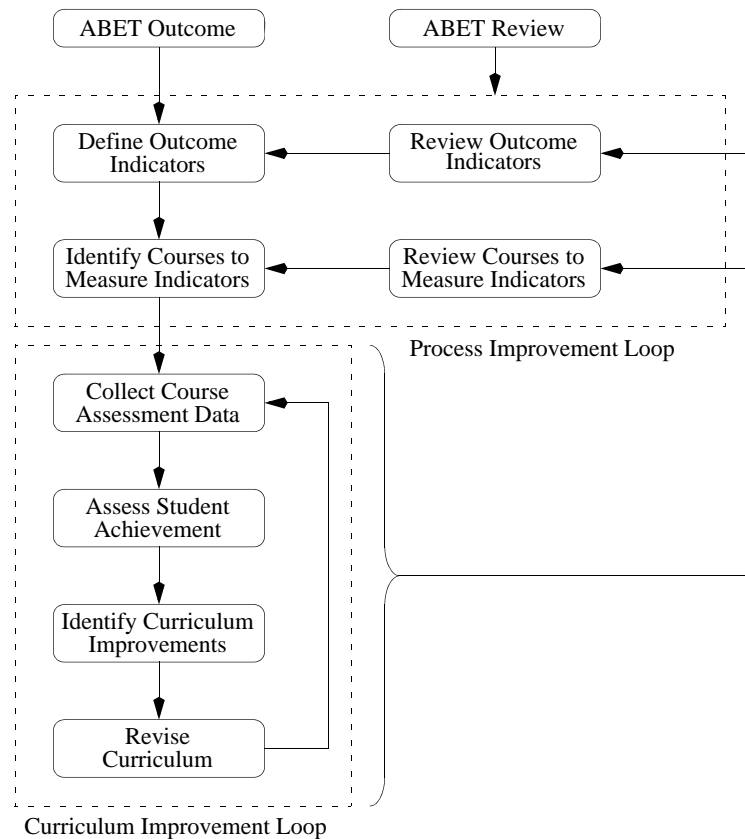 ABET Outcome
ABET Review
Define Outcome
Indicators
Review Outcome
Indicators
Identify Courses to
Measure Indicators
Review Courses to
Measure Indicators
Process Improvement Loop
Collect Course
Assessment Data
Assess Student
Achievement
Identify Curriculum
Improvements
Revise
Curriculum
Curriculum Improvement Loop